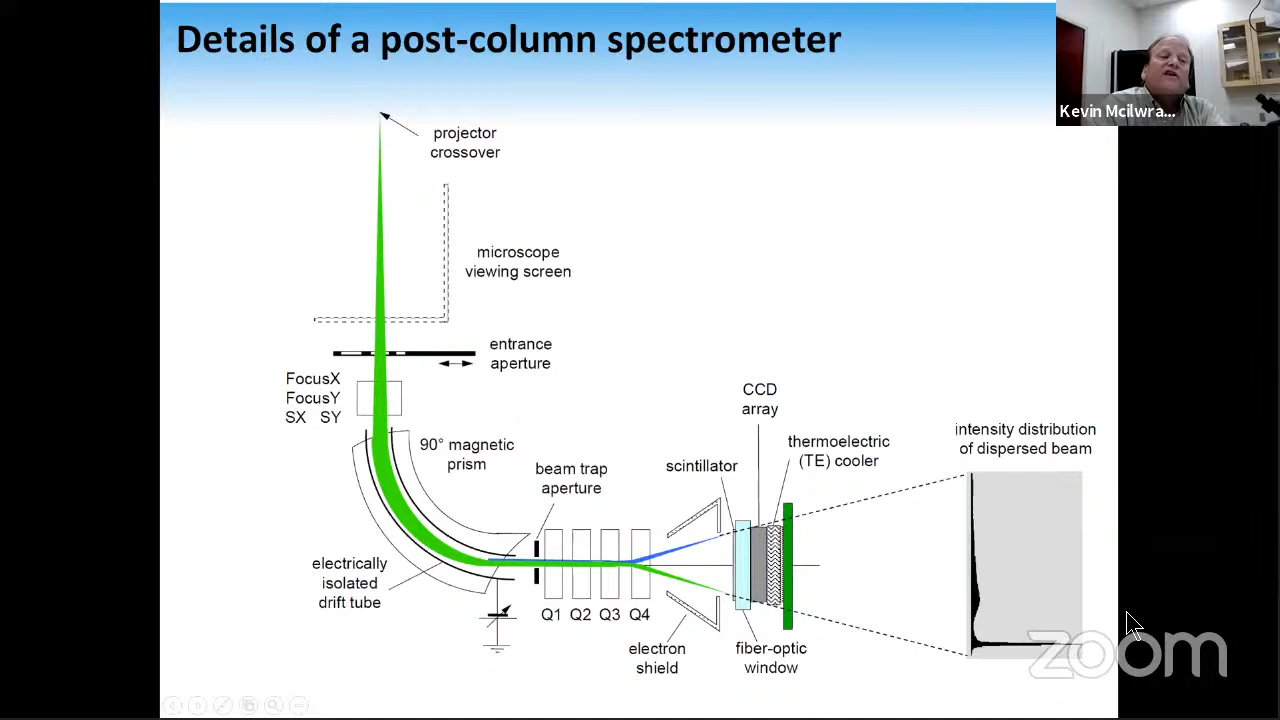 Details of a post-column spectrometer
Kevin Mcilwra...
projector
crossover
microscope
viewing screen
entrance
aperture
FocusX
FocusY
SX SY
90° magnetic
prism
beam trap
aperture
scintillator
CCD
array
thermoelectric
(TE) cooler
intensity distribution
of dispersed beam
electrically
isolated
drift tube
Q1 Q2 Q3 Q4
electron
shield
fiber-optic
window
zoom